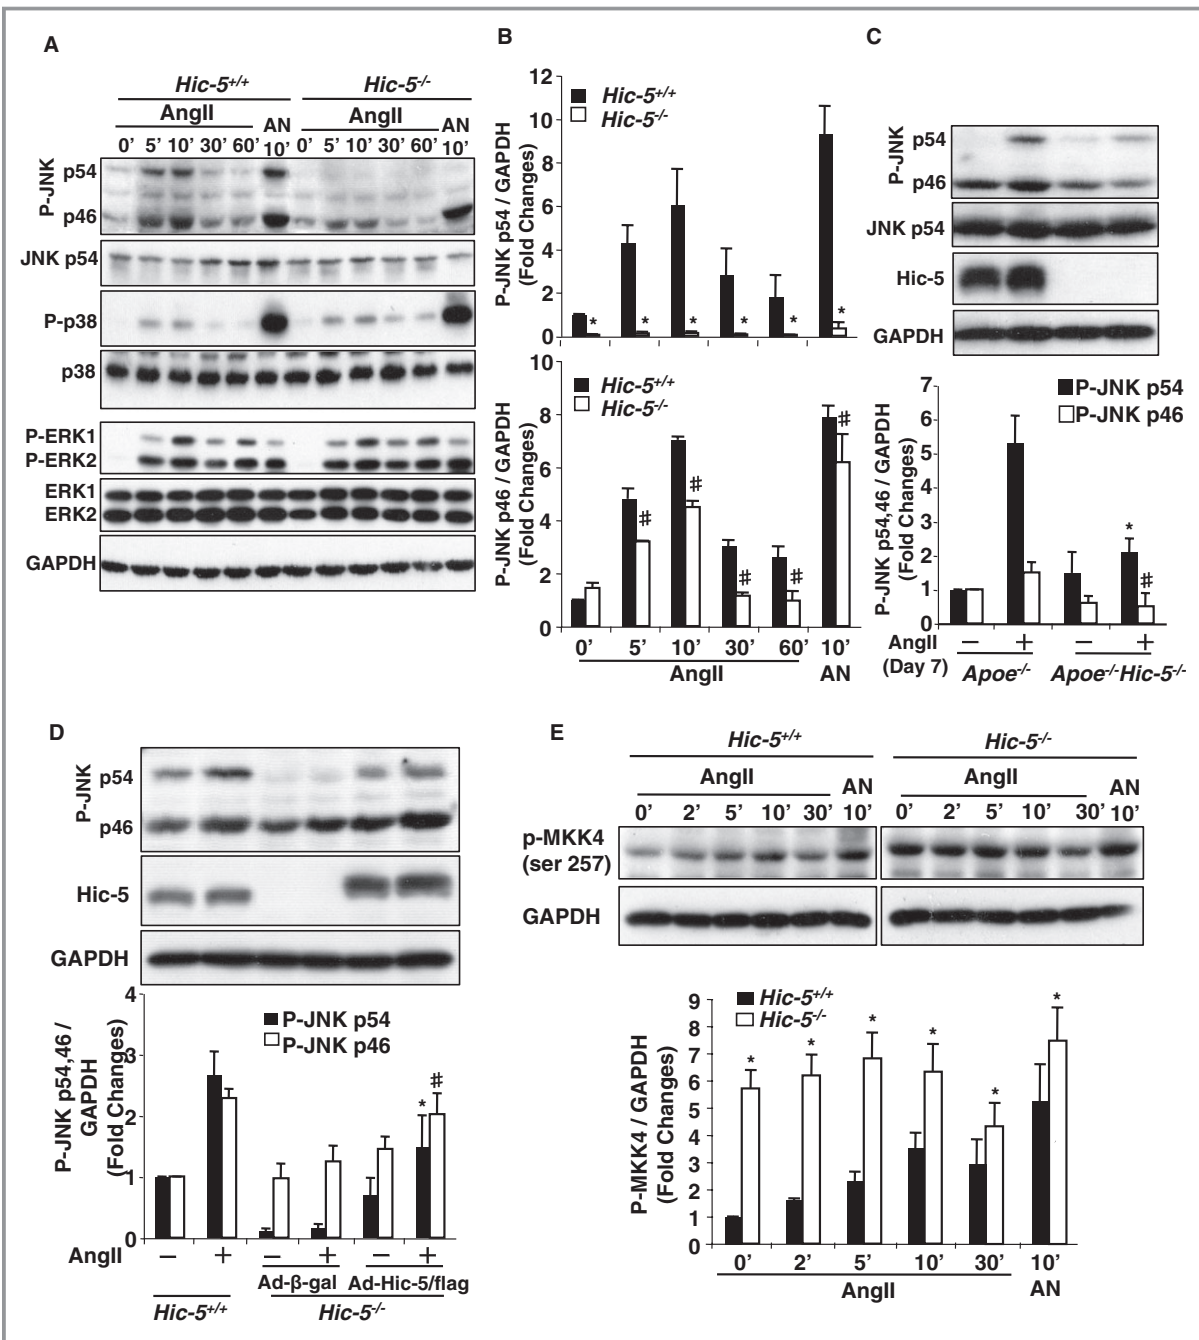 A
Hic-5+/+ Hic-5-/-
AngII AN AngII AN
0' 5' 10' 30' 60' 10' 0' 5' 10' 30' 60' 10'
P-JNK
p54
p46
JNK p54
P-p38
p38
P-ERK1
P-ERK2
ERK1
ERK2
GAPDH
B
P-JNK p54 / GAPDH
(Fold Changes)
12
10
8
6
4
2
0
Hic-5+/+
Hic-5-/-
* * * * * *
P-JNK p46 / GAPDH
(Fold Changes)
10
8
6
4
2
0
Hic-5+/+
Hic-5-/-
# # # # #
0' 5' 10' 30' 60' 10'
AngII AN
C
P-JNK
p54
p46
JNK p54
Hic-5
GAPDH
P-JNK p54,46 / GAPDH
(Fold Changes)
7
6
5
4
3
2
1
0
P-JNK p54
P-JNK p46
*
#
AngII − + − +
(Day 7) Apoe-/- Apoe-/-Hic-5-/-
D
P-JNK
p54
p46
Hic-5
GAPDH
P-JNK p54,46 /
GAPDH
(Fold Changes)
4
3
2
1
0
P-JNK p54
P-JNK p46
* #
AngII − + − + − +
Ad-β-gal Ad-Hic-5/flag
Hic-5+/+ Hic-5-/-
E
Hic-5+/+ Hic-5-/-
AngII AN AngII AN
0' 2' 5' 10' 30' 10' 0' 2' 5' 10' 30' 10'
p-MKK4
(ser 257)
GAPDH
P-MKK4 / GAPDH
(Fold Changes)
9
8
7
6
5
4
3
2
1
0
Hic-5+/+
Hic-5-/-
* * * * * *
0' 2' 5' 10' 30' 10'
AngII AN